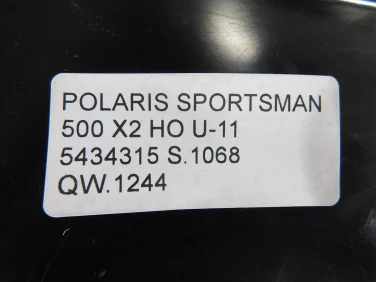 POLARIS SPORTSMAN
500 X2 HO U-11
5434315 S.1068
QW.1244